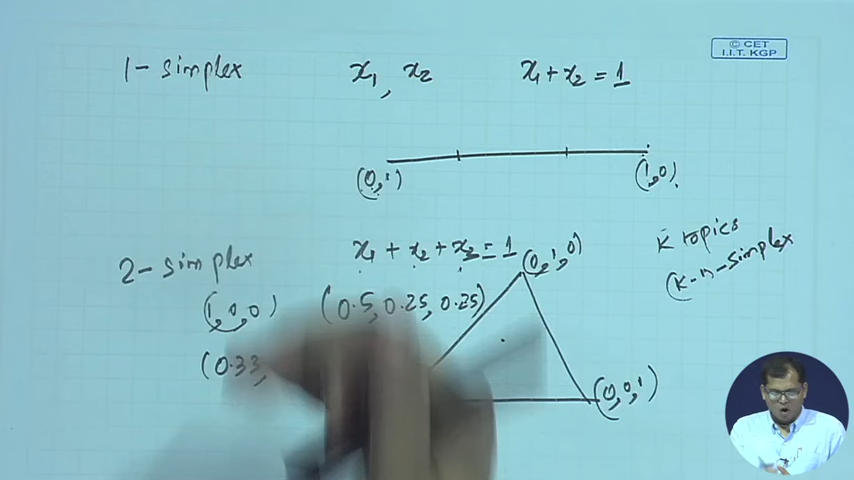 © CET
I.I.T. KGP
1-simplex x₁, x₂ x₁+x₂ = 1
(0,1) (1,0)
2-simplex x₁ + x₂ + x₃ = 1 (0,1,0)
K topics
(K-1)-simplex
(1,0,0) (0.5, 0.25, 0.25)
(0.33,
(0,0,1)